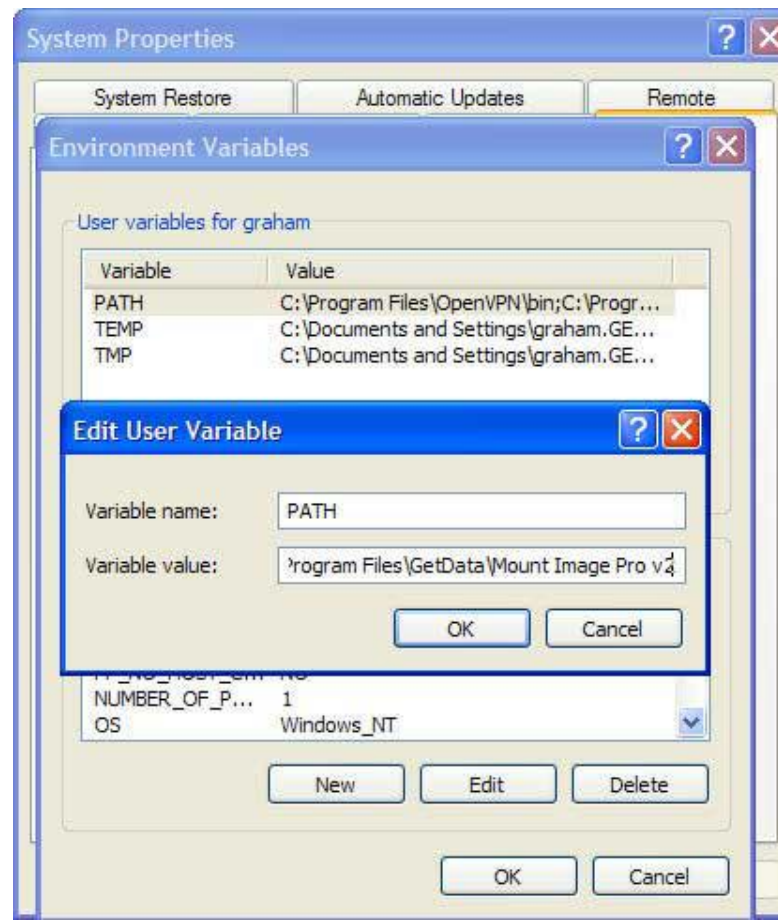 System Properties
System Restore Automatic Updates Remote
Environment Variables
User variables for graham
Variable Value
PATH C:\Program Files\OpenVPN\bin;C:\Progr...
TEMP C:\Documents and Settings\graham.GE...
TMP C:\Documents and Settings\graham.GE...
Edit User Variable
Variable name: PATH
Variable value: Program Files\GetData\Mount Image Pro v2
OK Cancel
NUMBER_OF_P... 1
OS Windows_NT
New Edit Delete
OK Cancel